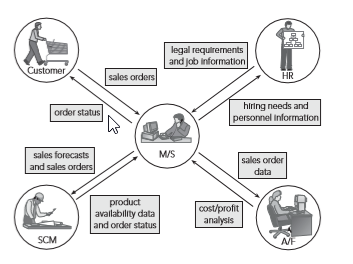 legal requirements
and job information
Customer
HR
sales orders
order status
hiring needs and
personnel information
M/S
sales forecasts
and sales orders
sales order
data
product
availability data
and order status
cost/profit
analysis
SCM
A/F